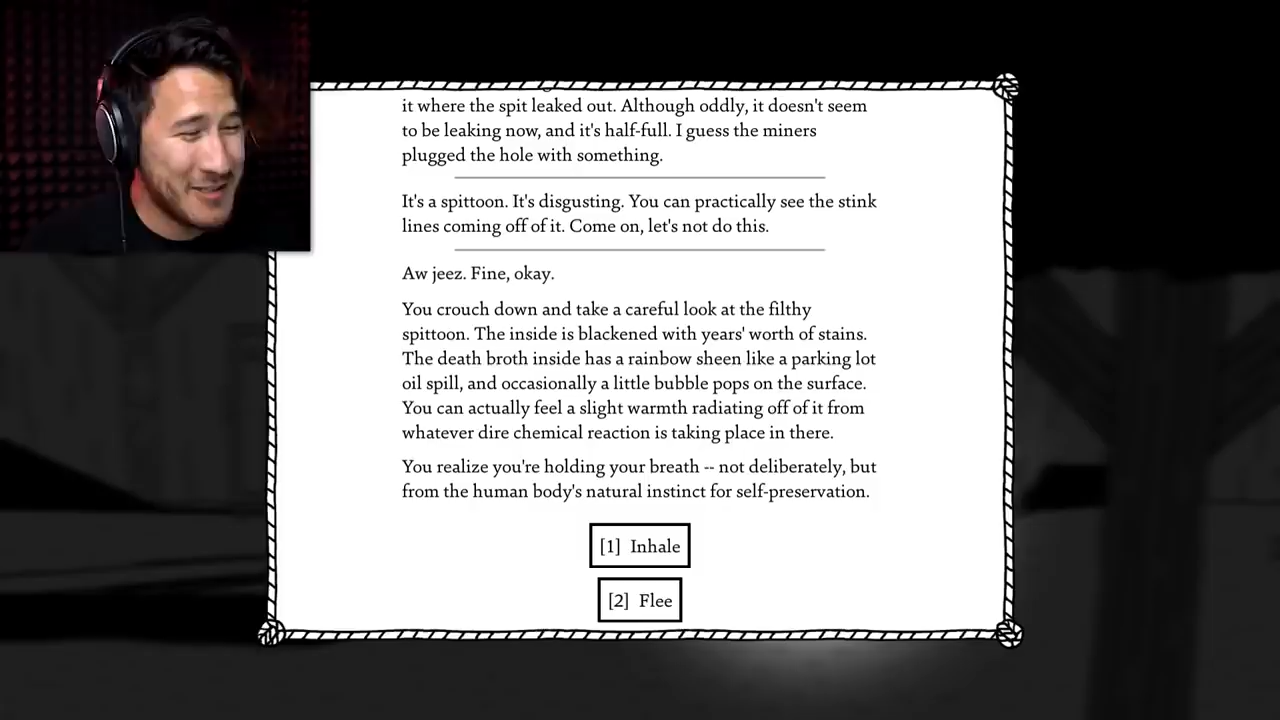 it where the spit leaked out. Although oddly, it doesn't seem
to be leaking now, and it's half-full. I guess the miners
plugged the hole with something.
It's a spittoon. It's disgusting. You can practically see the stink
lines coming off of it. Come on, let's not do this.
Aw jeez. Fine, okay.
You crouch down and take a careful look at the filthy
spittoon. The inside is blackened with years' worth of stains.
The death broth inside has a rainbow sheen like a parking lot
oil spill, and occasionally a little bubble pops on the surface.
You can actually feel a slight warmth radiating off of it from
whatever dire chemical reaction is taking place in there.
You realize you're holding your breath -- not deliberately, but
from the human body's natural instinct for self-preservation.
[1] Inhale
[2] Flee